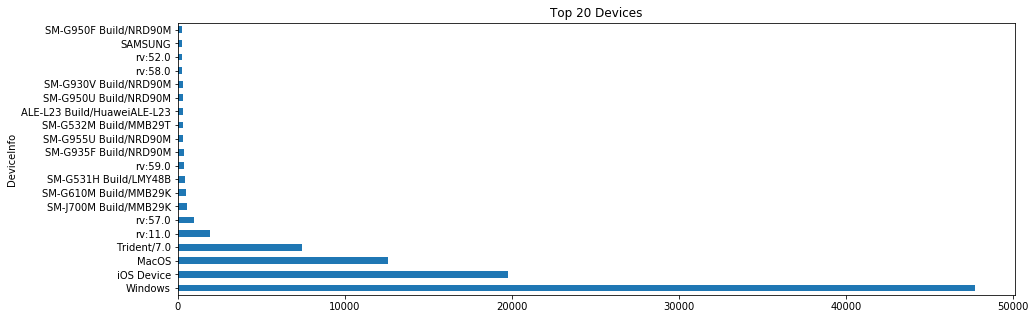 Top 20 Devices
SM-G950F Build/NRD90M
SAMSUNG
rv:52.0
rv:58.0
SM-G930V Build/NRD90M
SM-G950U Build/NRD90M
ALE-L23 Build/HuaweiALE-L23
SM-G532M Build/MMB29T
SM-G955U Build/NRD90M
SM-G935F Build/NRD90M
rv:59.0
SM-G531H Build/LMY48B
SM-G610M Build/MMB29K
SM-J700M Build/MMB29K
rv:57.0
rv:11.0
Trident/7.0
MacOS
iOS Device
Windows
DeviceInfo
0 10000 20000 30000 40000 50000